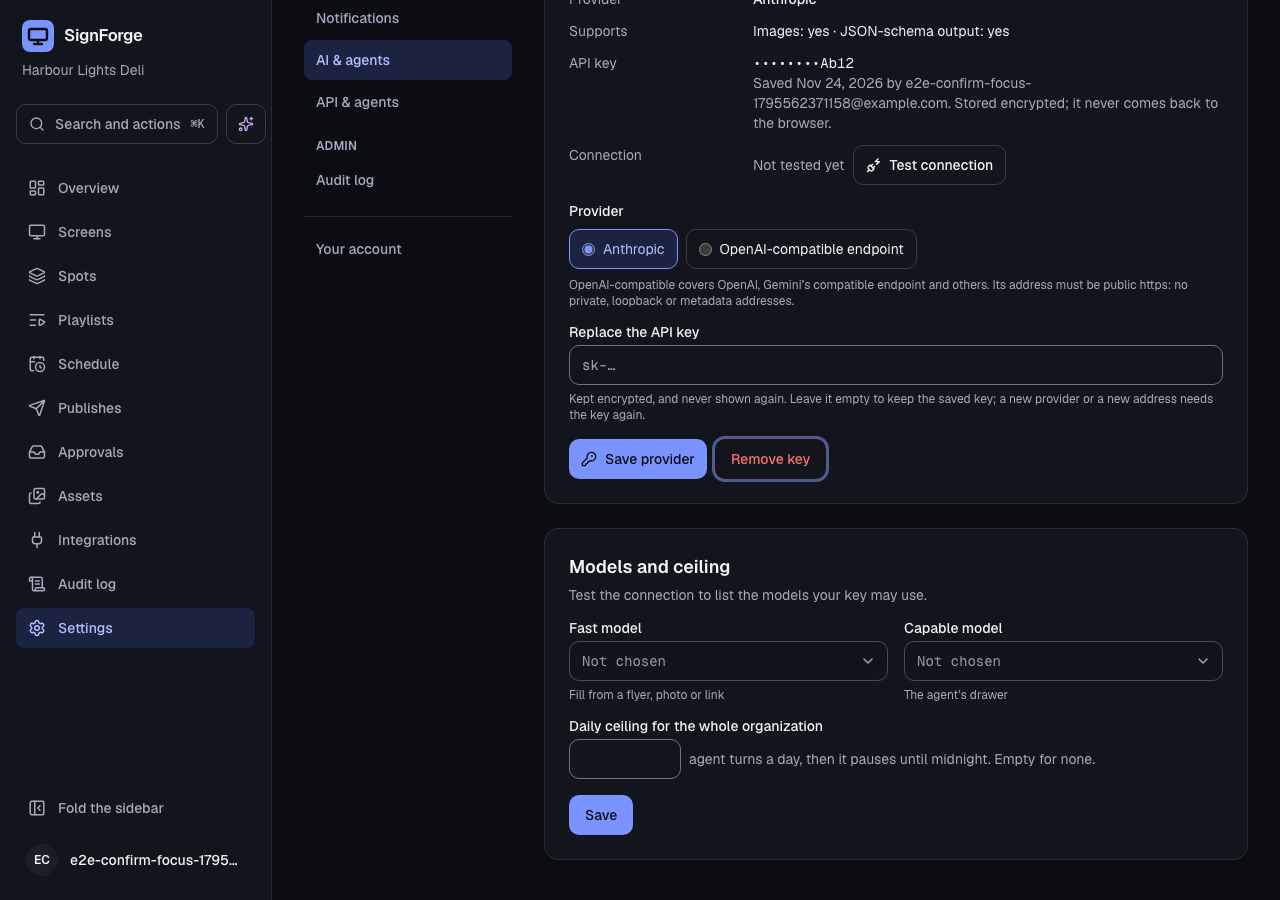 SignForge
Harbour Lights Deli
Search and actions ⌘K
Overview
Screens
Spots
Playlists
Schedule
Publishes
Approvals
Assets
Integrations
Audit log
Settings
Fold the sidebar
EC
e2e-confirm-focus-1795…
Notifications
AI & agents
API & agents
ADMIN
Audit log
Your account
Provider Anthropic
Supports Images: yes · JSON-schema output: yes
API key ••••••••Ab12
Saved Nov 24, 2026 by e2e-confirm-focus-
1795562371158@example.com. Stored encrypted; it never comes back to
the browser.
Connection Not tested yet Test connection
Provider
Anthropic OpenAI-compatible endpoint
OpenAI-compatible covers OpenAI, Gemini's compatible endpoint and others. Its address must be public https: no
private, loopback or metadata addresses.
Replace the API key
sk-…
Kept encrypted, and never shown again. Leave it empty to keep the saved key; a new provider or a new address needs
the key again.
Save provider Remove key
Models and ceiling
Test the connection to list the models your key may use.
Fast model Capable model
Not chosen Not chosen
Fill from a flyer, photo or link The agent's drawer
Daily ceiling for the whole organization
agent turns a day, then it pauses until midnight. Empty for none.
Save